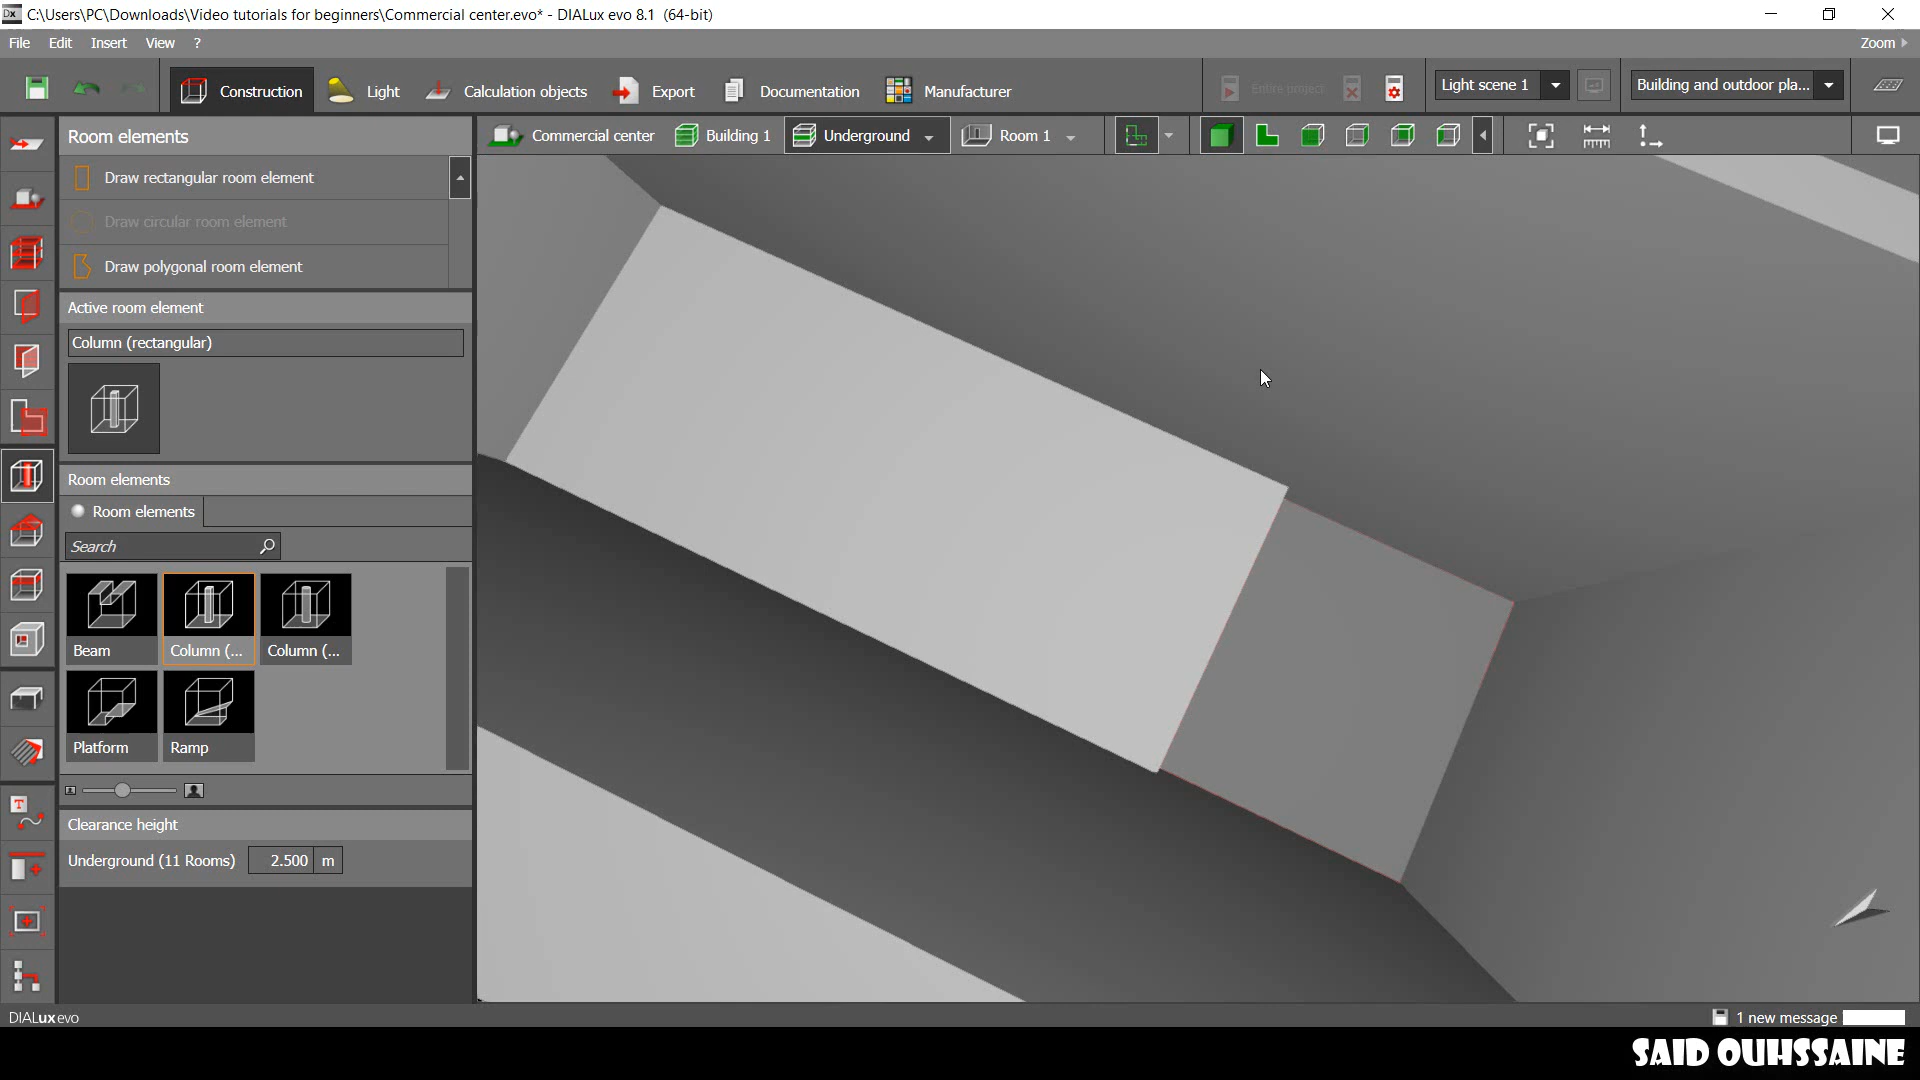 Dx C:\Users\PC\Downloads\Video tutorials for beginners\Commercial center.evo* - DIALux evo 8.1 (64-bit)
File Edit Insert View ? Zoom
Construction Light Calculation objects Export Documentation Manufacturer Entire project Light scene 1 Building and outdoor pla...
Room elements
Commercial center Building 1 Underground Room 1
Draw rectangular room element
Draw circular room element
Draw polygonal room element
Active room element
Column (rectangular)
Room elements
Room elements
Search
Beam Column (... Column (...
Platform Ramp
Clearance height
Underground (11 Rooms) 2.500 m
DIALux evo 1 new message
SAID OUHSSAINE